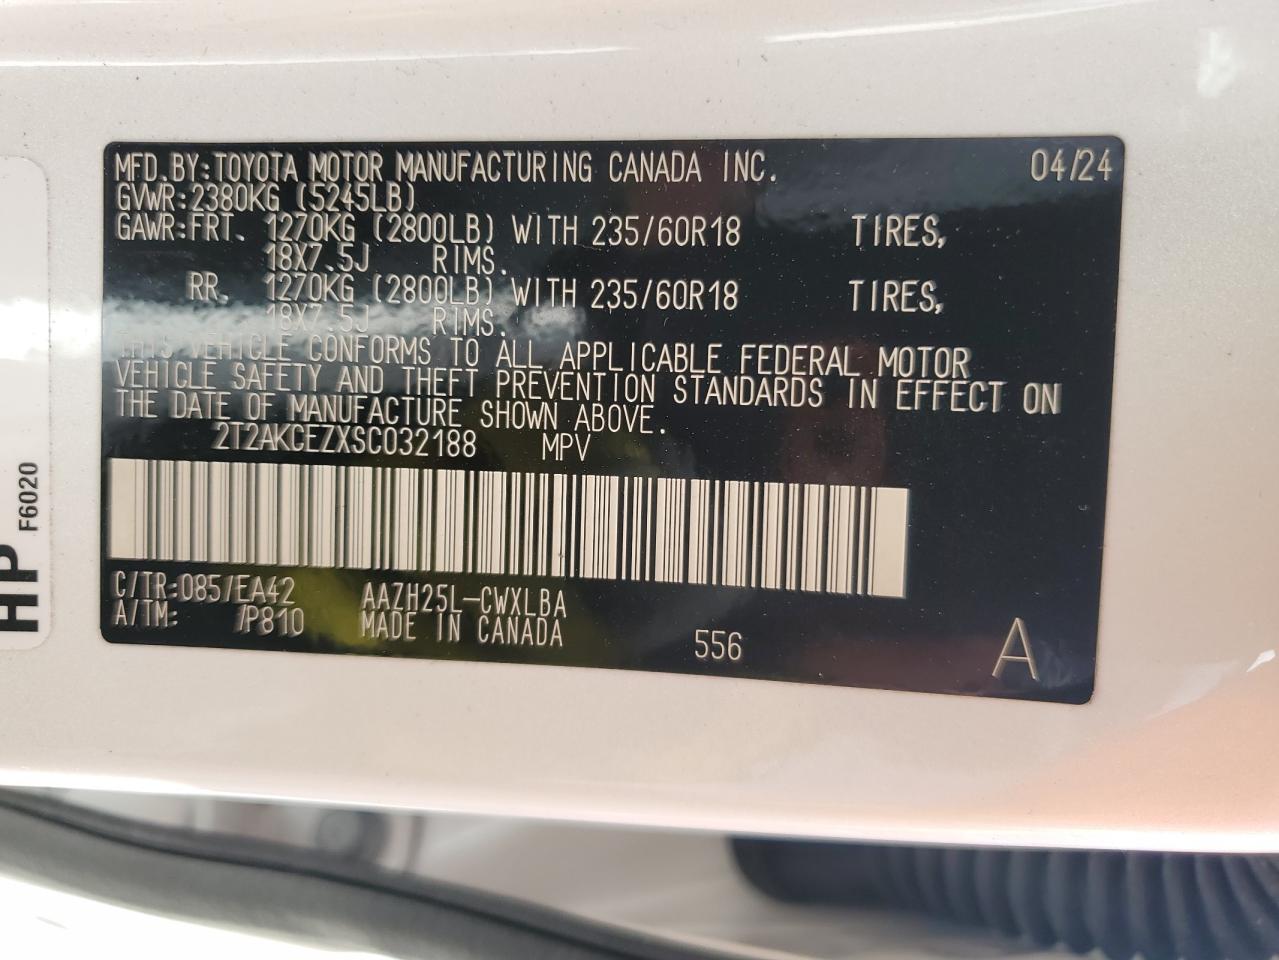 MFD.BY:TOYOTA MOTOR MANUFACTURING CANADA INC. 04/24
GVWR:2380KG (5245LB)
GAWR:FRT. 1270KG (2800LB) WITH 235/60R18 TIRES,
18X7.5J RIMS.
RR. 1270KG (2800LB) WITH 235/60R18 TIRES,
18X7.5J RIMS.
THIS VEHICLE CONFORMS TO ALL APPLICABLE FEDERAL MOTOR
VEHICLE SAFETY AND THEFT PREVENTION STANDARDS IN EFFECT ON
THE DATE OF MANUFACTURE SHOWN ABOVE.
2T2AKCEZXSC032188 MPV
C/TR:085/EA42 AAZH25L-CWXLBA
A/TM: /P810 MADE IN CANADA 556 A
HP F6020